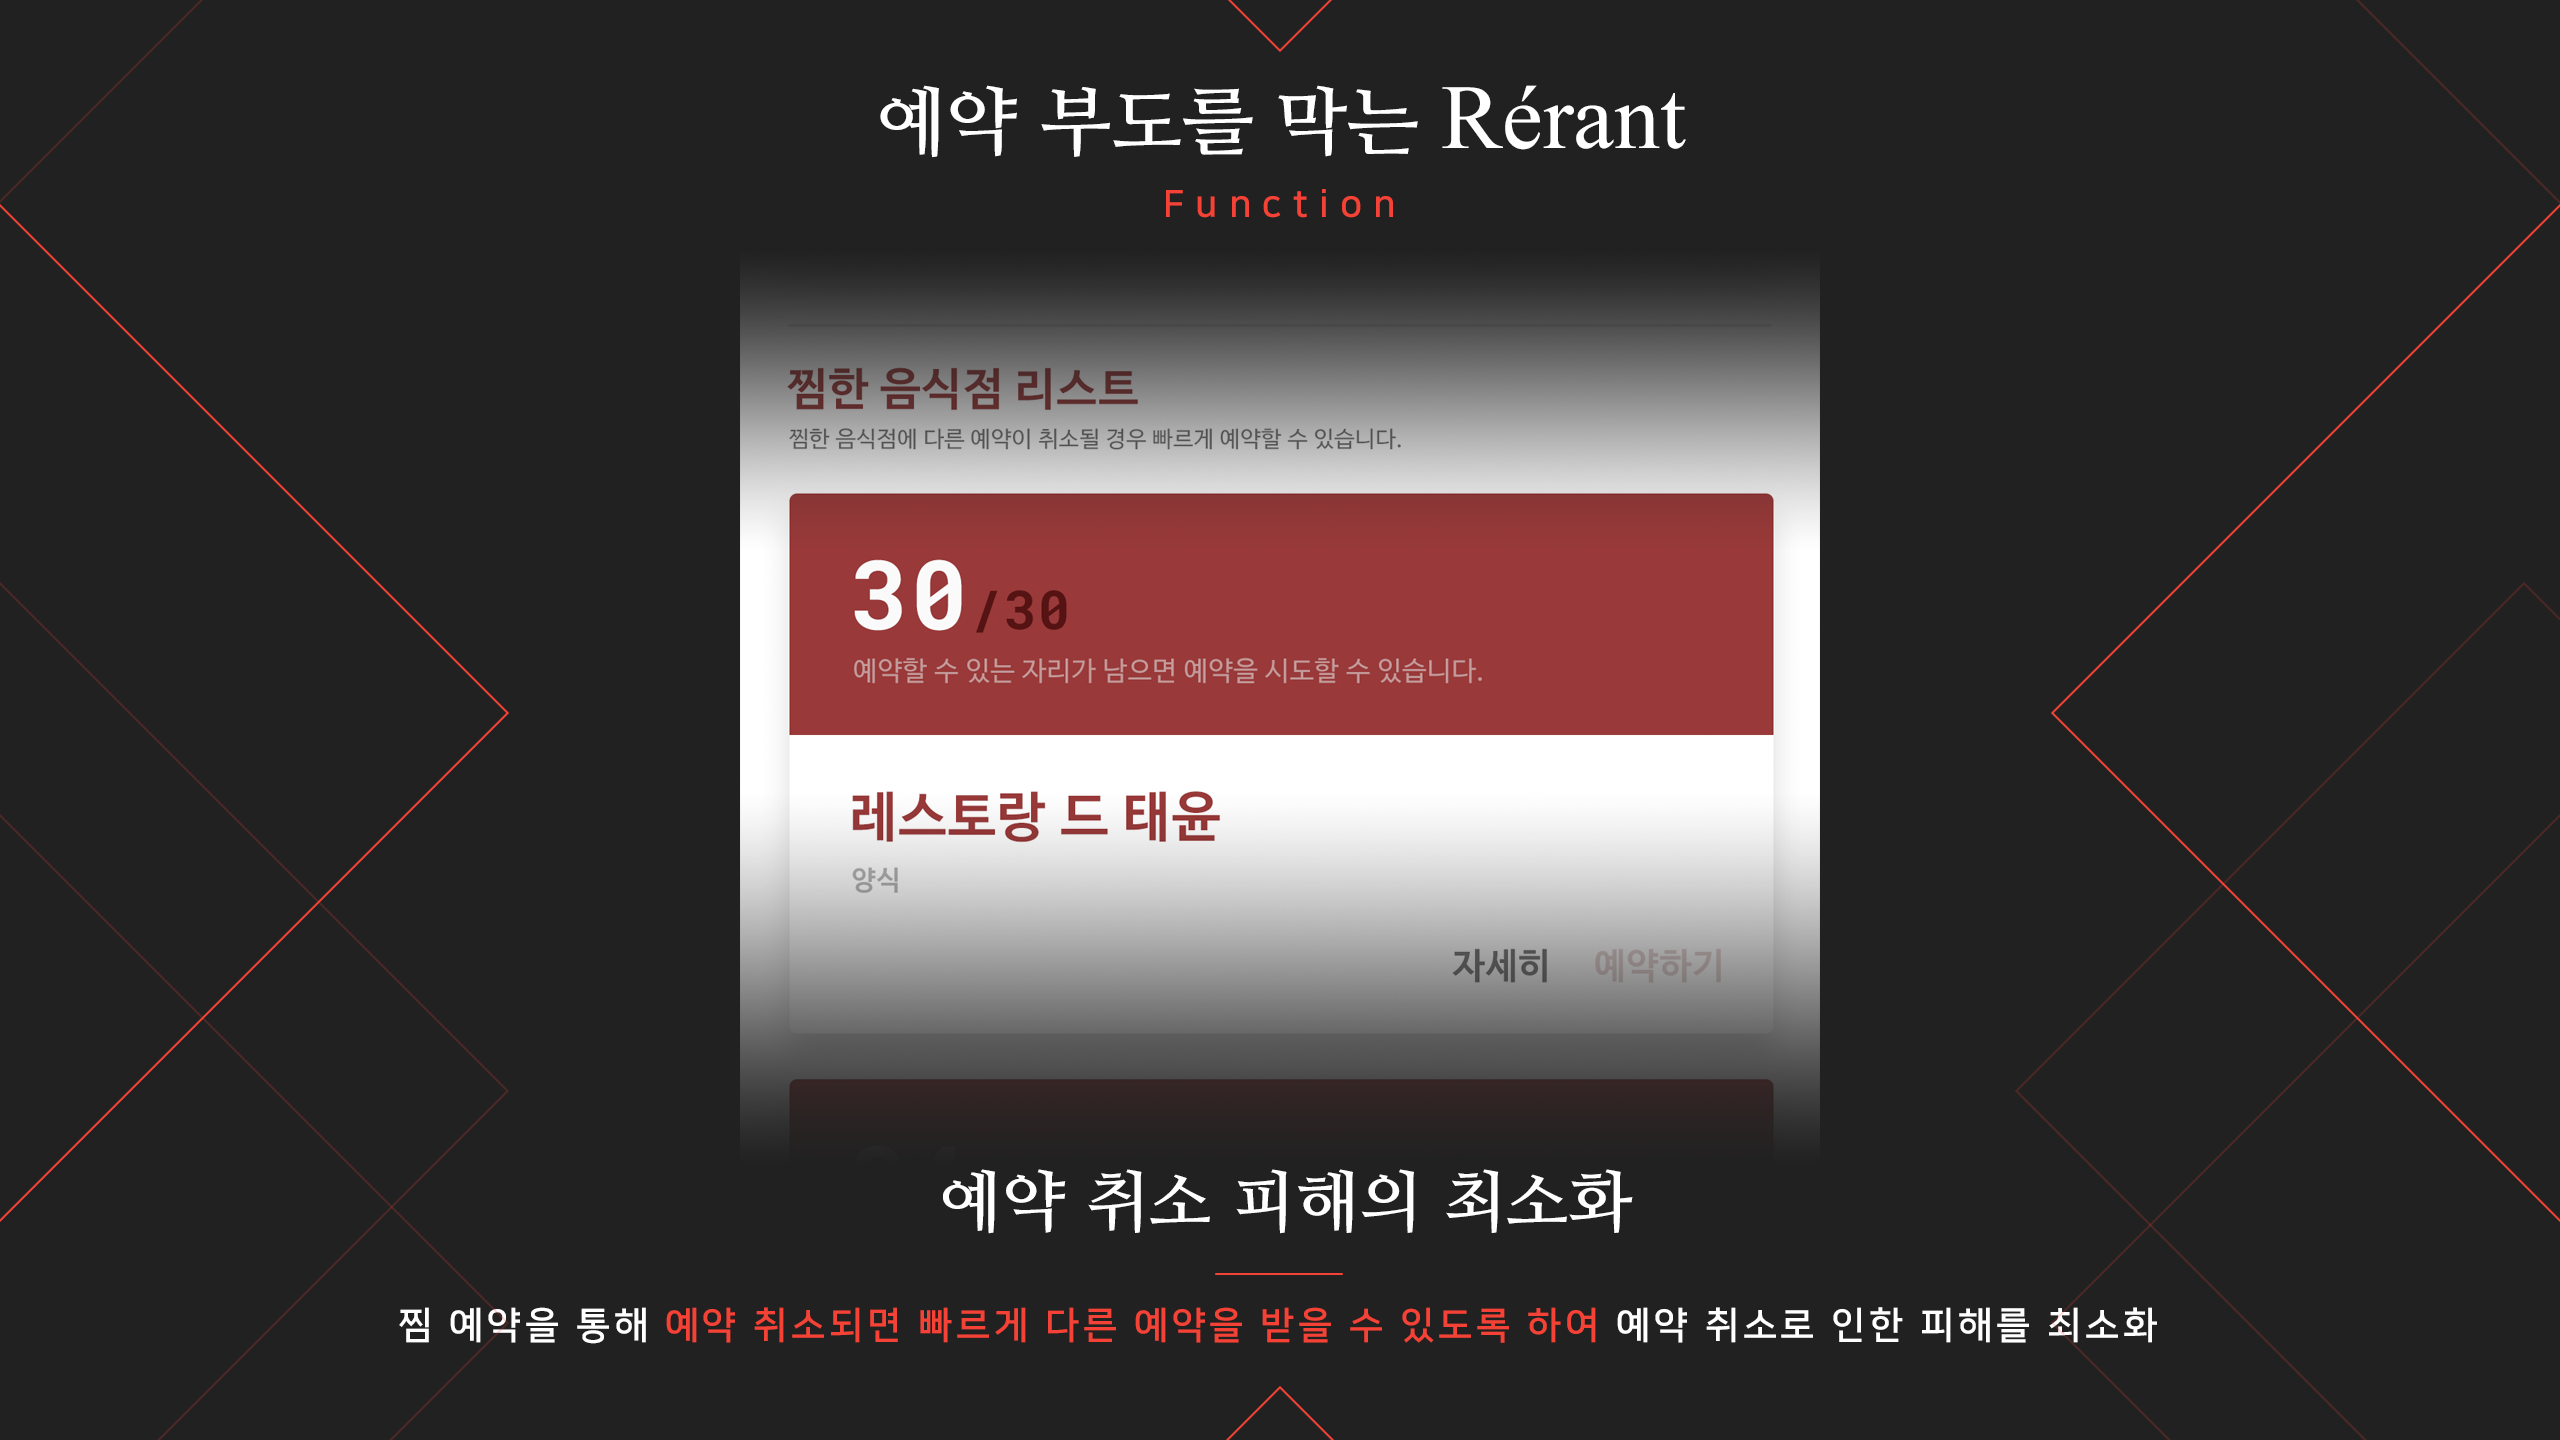 예약 부도를 막는 Rérant
Function
찜한 음식점 리스트
찜한 음식점에 다른 예약이 취소될 경우 빠르게 예약할 수 있습니다.
30/30
예약할 수 있는 자리가 남으면 예약을 시도할 수 있습니다.
레스토랑 드 태윤
양식
자세히 예약하기
예약 취소 피해의 최소화
찜 예약을 통해 예약 취소되면 빠르게 다른 예약을 받을 수 있도록 하여 예약 취소로 인한 피해를 최소화